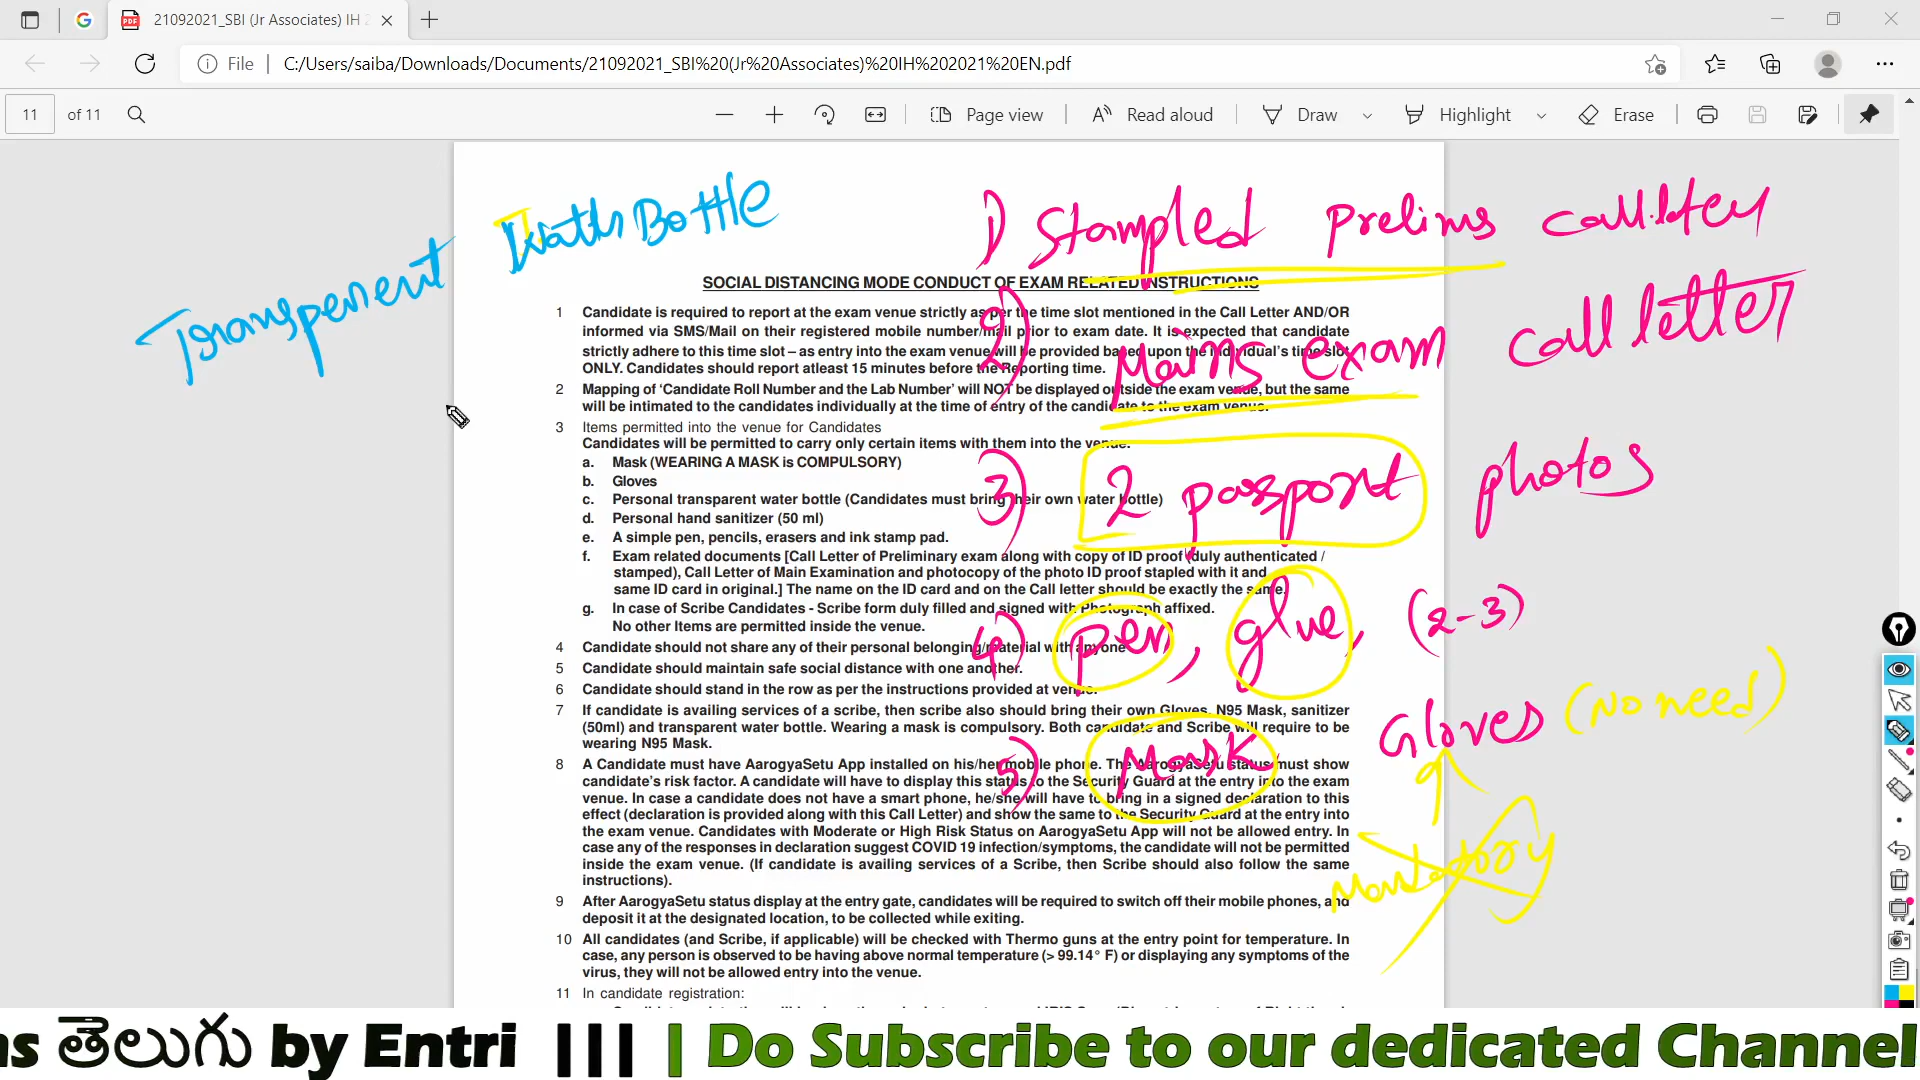 21092021_SBI (Jr Associates) IH 2
File
C:/Users/saiba/Downloads/Documents/21092021_SBI%20(Jr%20Associates)%20IH%202021%20EN.pdf
11 of 11
Page view
Read aloud
Draw
Highlight
Erase
Transperent Bottle
1) Stampled Prelims
2) Mains exam call letter
3) 2 passport photos
4) pen, glue, (2-3)
5) Mask Gloves (No need)
SOCIAL DISTANCING MODE CONDUCT OF EXAM RELATED INSTRUCTIONS
1 Candidate is required to report at the exam venue strictly as per the time slot mentioned in the Call Letter AND/OR
informed via SMS/Mail on their registered mobile number/mail prior to exam date. It is expected that candidate
strictly adhere to this time slot – as entry into the exam venue will be provided based upon the individual's time slot
ONLY. Candidates should report atleast 15 minutes before the Reporting time.
2 Mapping of ‘Candidate Roll Number and the Lab Number’ will NOT be displayed outside the exam venue, but the same
will be intimated to the candidates individually at the time of entry of the candidate to the exam venue.
3 Items permitted into the venue for Candidates
Candidates will be permitted to carry only certain items with them into the venue.
a. Mask (WEARING A MASK is COMPULSORY)
b. Gloves
c. Personal transparent water bottle (Candidates must bring their own water bottle)
d. Personal hand sanitizer (50 ml)
e. A simple pen, pencils, erasers and ink stamp pad.
f. Exam related documents [Call Letter of Preliminary exam along with copy of ID proof (duly authenticated /
stamped), Call Letter of Main Examination and photocopy of the photo ID proof stapled with it and
same ID card in original.] The name on the ID card and on the Call letter should be exactly the same.
g. In case of Scribe Candidates - Scribe form duly filled and signed with Photograph affixed.
No other Items are permitted inside the venue.
4 Candidate should not share any of their personal belonging/material with anyone
5 Candidate should maintain safe social distance with one another.
6 Candidate should stand in the row as per the instructions provided at venue.
7 If candidate is availing services of a scribe, then scribe also should bring their own Gloves, N95 Mask, sanitizer
(50ml) and transparent water bottle. Wearing a mask is compulsory. Both candidate and Scribe will require to be
wearing N95 Mask.
8 A Candidate must have AarogyaSetu App installed on his/her mobile phone. The AarogyaSetu status must show
candidate's risk factor. A candidate will have to display this status to the Security Guard at the entry into the exam
venue. In case a candidate does not have a smart phone, he/she will have to bring in a signed declaration to this
effect (declaration is provided along with this Call Letter) and show the same to the Security Guard at the entry into
the exam venue. Candidates with Moderate or High Risk Status on AarogyaSetu App will not be allowed entry. In
case any of the responses in declaration suggest COVID 19 infection/symptoms, the candidate will not be permitted
inside the exam venue. (If candidate is availing services of a Scribe, then Scribe should also follow the same
instructions).
9 After AarogyaSetu status display at the entry gate, candidates will be required to switch off their mobile phones, and
deposit it at the designated location, to be collected while exiting.
10 All candidates (and Scribe, if applicable) will be checked with Thermo guns at the entry point for temperature. In
case, any person is observed to be having above normal temperature (> 99.14° F) or displaying any symptoms of the
virus, they will not be allowed entry into the venue.
11 In candidate registration:
ns తెలుగు by Entri ||| | Do Subscribe to our dedicated Channel